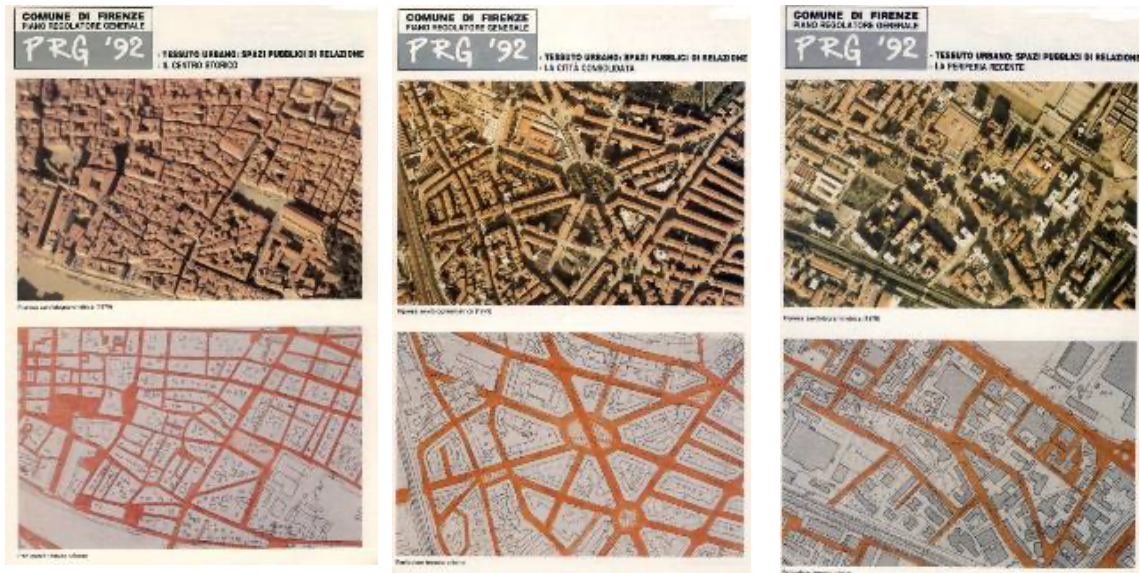 COMUNE DI FIRENZE
PIANO REGOLATORE GENERALE
PRG '92
- TESSUTO URBANO: SPAZI PUBBLICI DI RELAZIONE
- IL CENTRO STORICO
COMUNE DI FIRENZE
PIANO REGOLATORE GENERALE
PRG '92
- TESSUTO URBANO: SPAZI PUBBLICI DI RELAZIONE
- LA CITTÀ CONSOLIDATA
COMUNE DI FIRENZE
PIANO REGOLATORE GENERALE
PRG '92
- TESSUTO URBANO: SPAZI PUBBLICI DI RELAZIONE
- LA PERIFERIA RECENTE